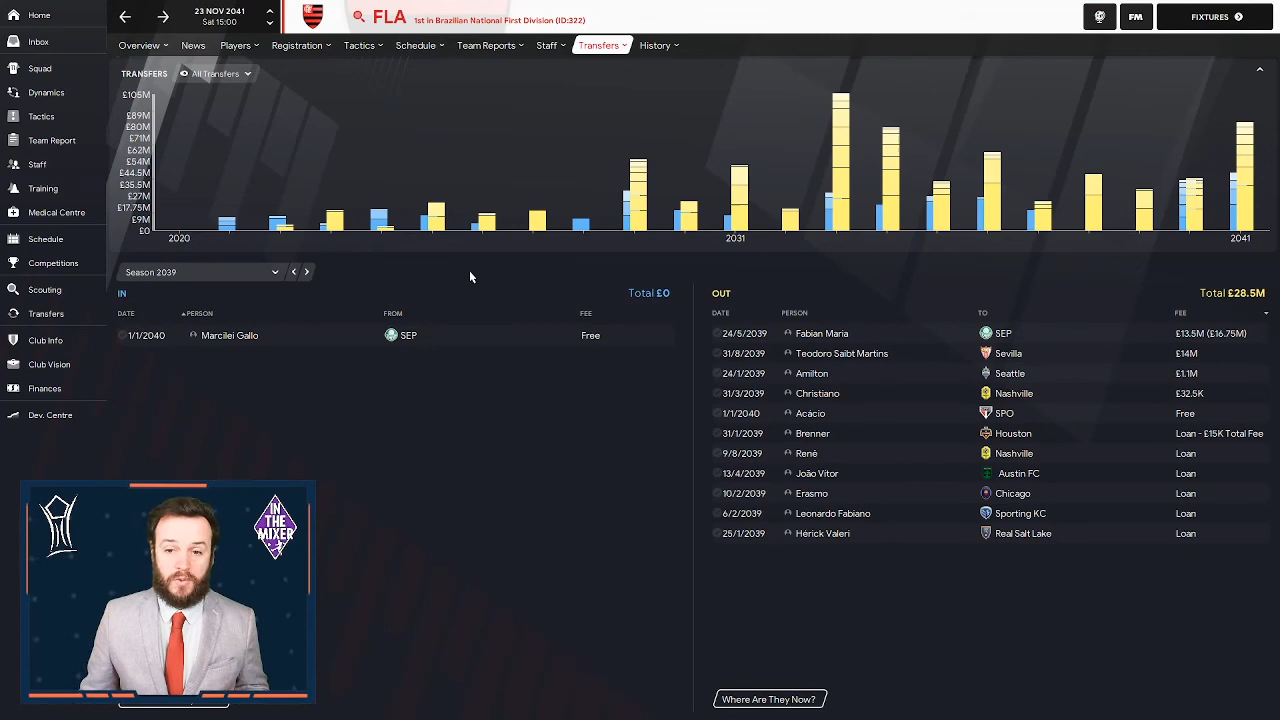 Home
Inbox
Squad
Dynamics
Tactics
Team Report
Staff
Training
Medical Centre
Schedule
Competitions
Scouting
Transfers
Club Info
Club Vision
Finances
Dev. Centre
23 NOV 2041
Sat 15:00
FLA 1st in Brazilian National First Division (ID:322)
FM
FIXTURES
Overview News Players Registration Tactics Schedule Team Reports Staff Transfers History
TRANSFERS All Transfers
£105M
£89M
£80M
£71M
£62M
£54M
£44.5M
£35.5M
£27M
£17.75M
£9M
£0
2020 2031 2041
Season 2039
IN Total £0
DATE PERSON FROM FEE
1/1/2040 Marcilei Gallo SEP Free
OUT Total £28.5M
DATE PERSON TO FEE
24/5/2039 Fabian Maria SEP £13.5M (£16.75M)
31/8/2039 Teodoro Saibt Martins Sevilla £14M
24/1/2039 Amilton Seattle £1.1M
31/3/2039 Christiano Nashville £32.5K
1/1/2040 Acácio SPO Free
31/1/2039 Brenner Houston Loan - £15K Total Fee
9/8/2039 René Nashville Loan
13/4/2039 João Vítor Austin FC Loan
10/2/2039 Erasmo Chicago Loan
6/2/2039 Leonardo Fabiano Sporting KC Loan
25/1/2039 Hérick Valeri Real Salt Lake Loan
IN
THE
MIXER
Where Are They Now?